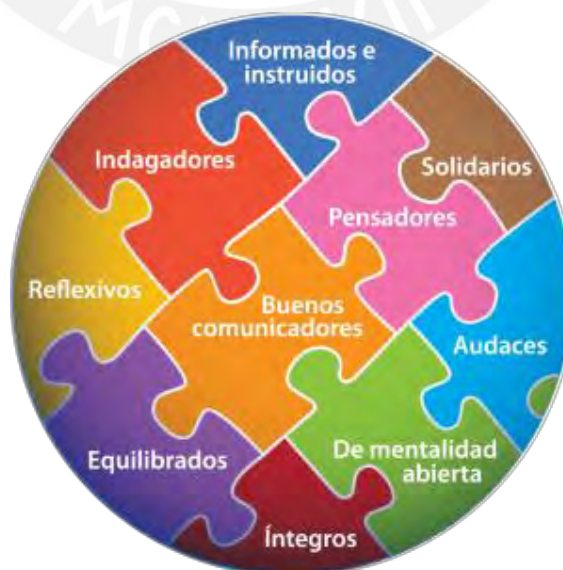 Informados e
instruidos
Indagadores
Solidarios
Pensadores
Reflexivos
Buenos
comunicadores
Audaces
Equilibrados
De mentalidad
abierta
Íntegros